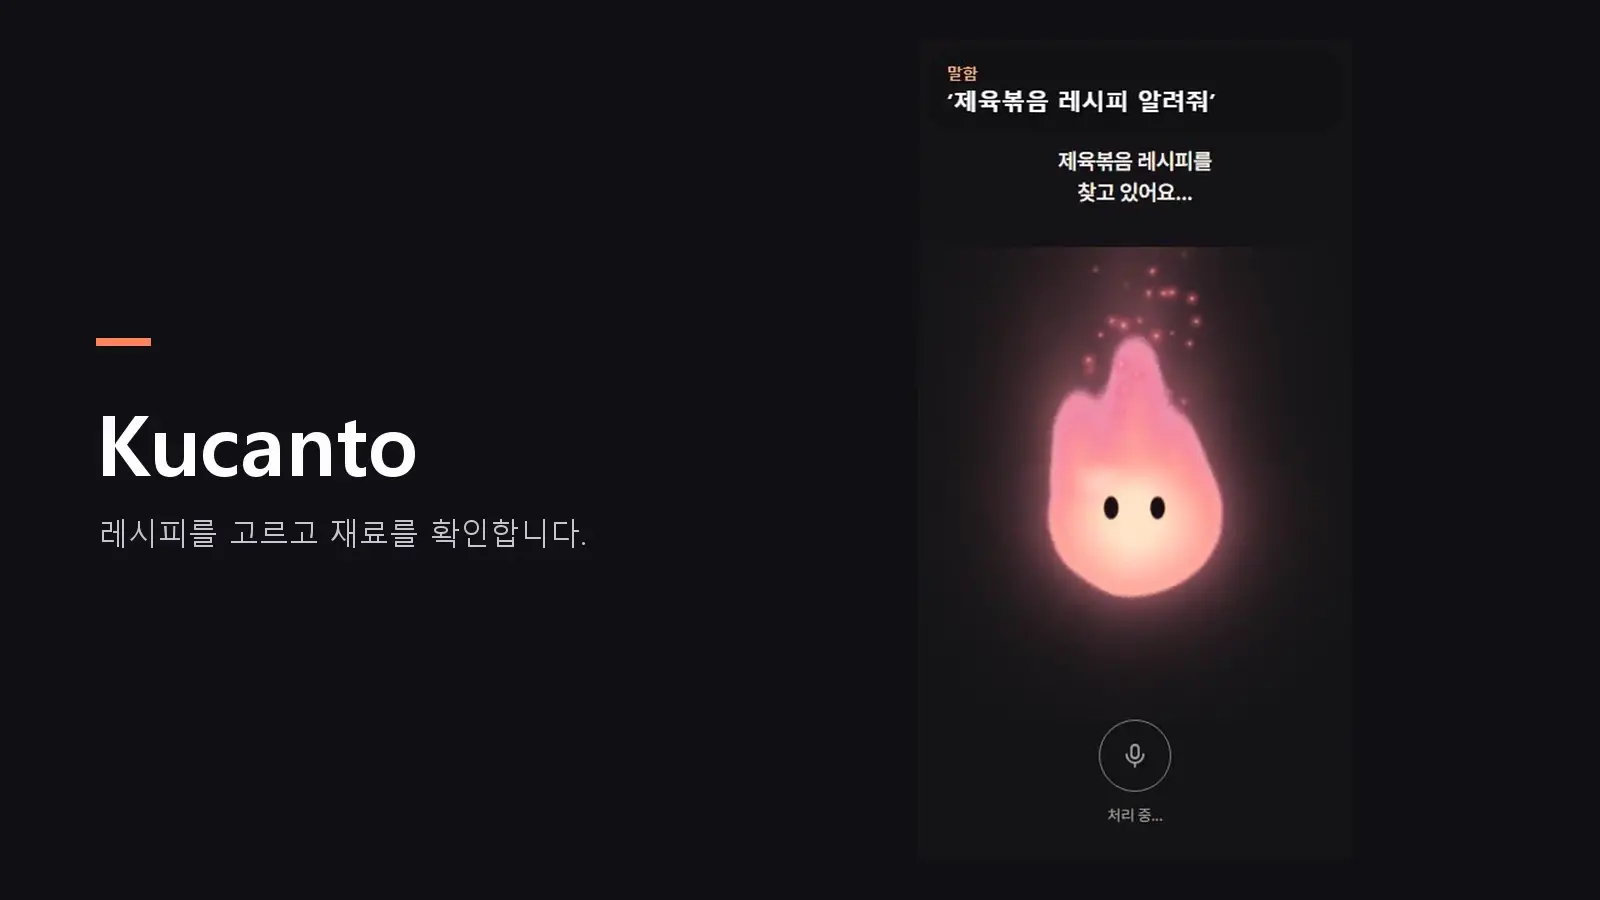 Kucanto
레시피를 고르고 재료를 확인합니다.
말함
‘제육볶음 레시피 알려줘’
제육볶음 레시피를
찾고 있어요...
처리 중...